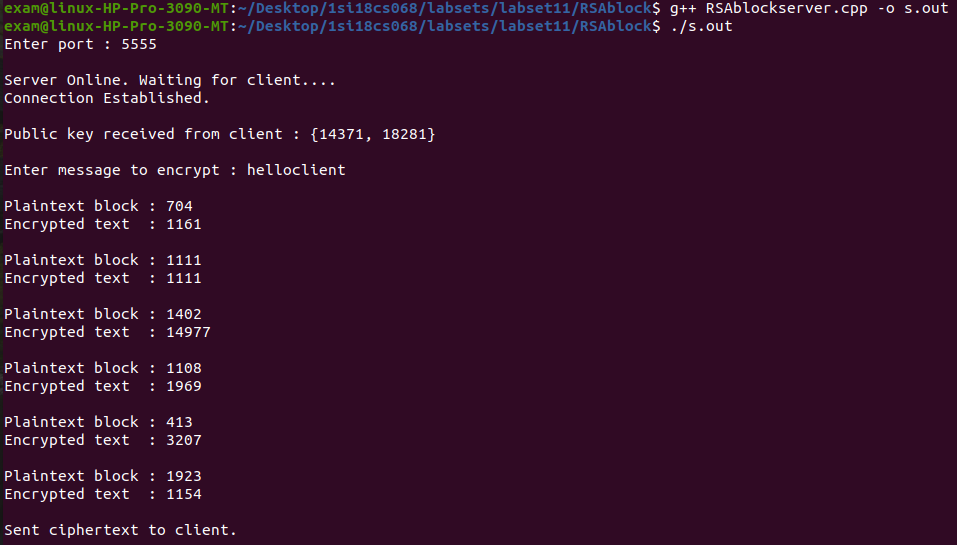 exam@linux-HP-Pro-3090-MT:~/Desktop/1si18cs068/labsets/labset11/RSAblock$ g++ RSAblockserver.cpp -o s.out
exam@linux-HP-Pro-3090-MT:~/Desktop/1si18cs068/labsets/labset11/RSAblock$ ./s.out
Enter port : 5555
Server Online. Waiting for client....
Connection Established.
Public key received from client : {14371, 18281}
Enter message to encrypt : helloclient
Plaintext block : 704
Encrypted text  : 1161
Plaintext block : 1111
Encrypted text  : 1111
Plaintext block : 1402
Encrypted text  : 14977
Plaintext block : 1108
Encrypted text  : 1969
Plaintext block : 413
Encrypted text  : 3207
Plaintext block : 1923
Encrypted text  : 1154
Sent ciphertext to client.